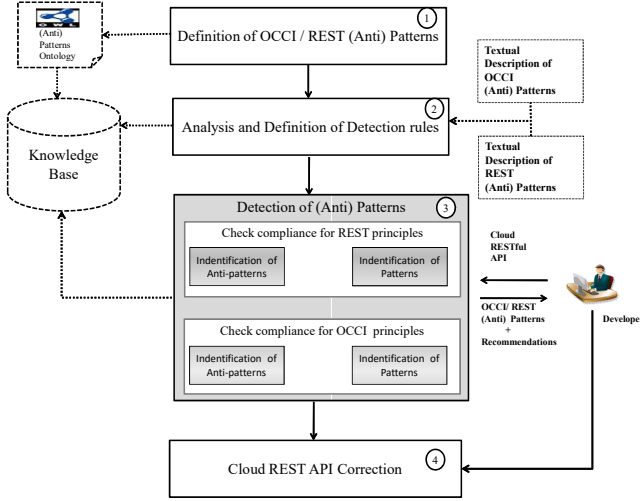 OWL
(Anti)
Patterns
Ontology
1
Definition of OCCI / REST (Anti) Patterns
Textual
Description of
OCCI
(Anti) Patterns
2
Analysis and Definition of Detection rules
Textual
Description of
REST
(Anti) Patterns
Knowledge
Base
Detection of (Anti) Patterns
3
Check compliance for REST principles
Indentification of
Anti-patterns
Indentification of
Patterns
Cloud
RESTful
API
OCCI/ REST
(Anti) Patterns
+
Recommendations
Develope
Check compliance for OCCI principles
Indentification of
Anti-patterns
Indentification of
Patterns
4
Cloud REST API Correction